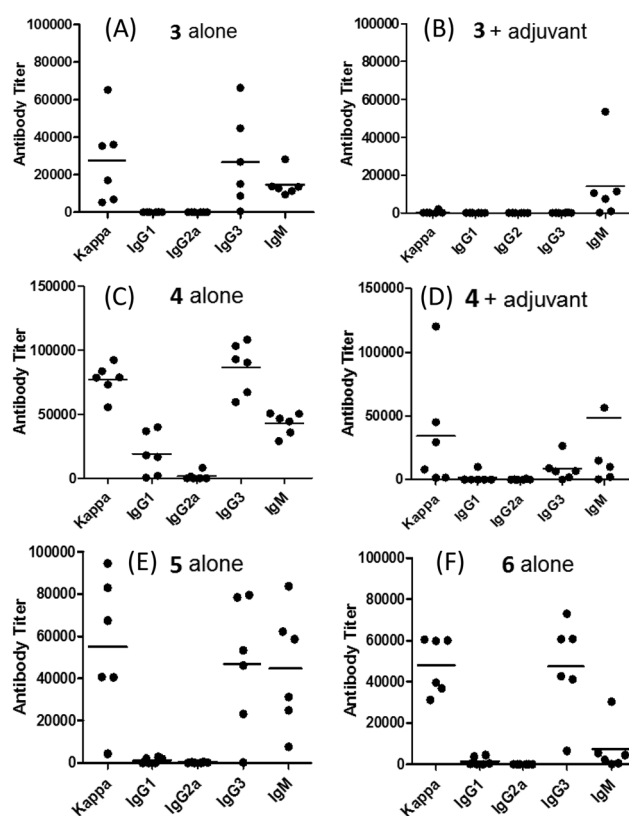 (A) 3 alone
Antibody Titer
100000
80000
60000
40000
20000
0
Kappa IgG1 IgG2a IgG3 IgM
(B) 3 + adjuvant
Antibody Titer
100000
80000
60000
40000
20000
0
Kappa IgG1 IgG2 IgG3 IgM
(C) 4 alone
Antibody Titer
150000
100000
50000
0
Kappa IgG1 IgG2a IgG3 IgM
(D) 4 + adjuvant
Antibody Titer
150000
100000
50000
0
Kappa IgG1 IgG2a IgG3 IgM
(E) 5 alone
Antibody Titer
100000
80000
60000
40000
20000
0
Kappa IgG1 IgG2a IgG3 IgM
(F) 6 alone
Antibody Titer
100000
80000
60000
40000
20000
0
Kappa IgG1 IgG2a IgG3 IgM